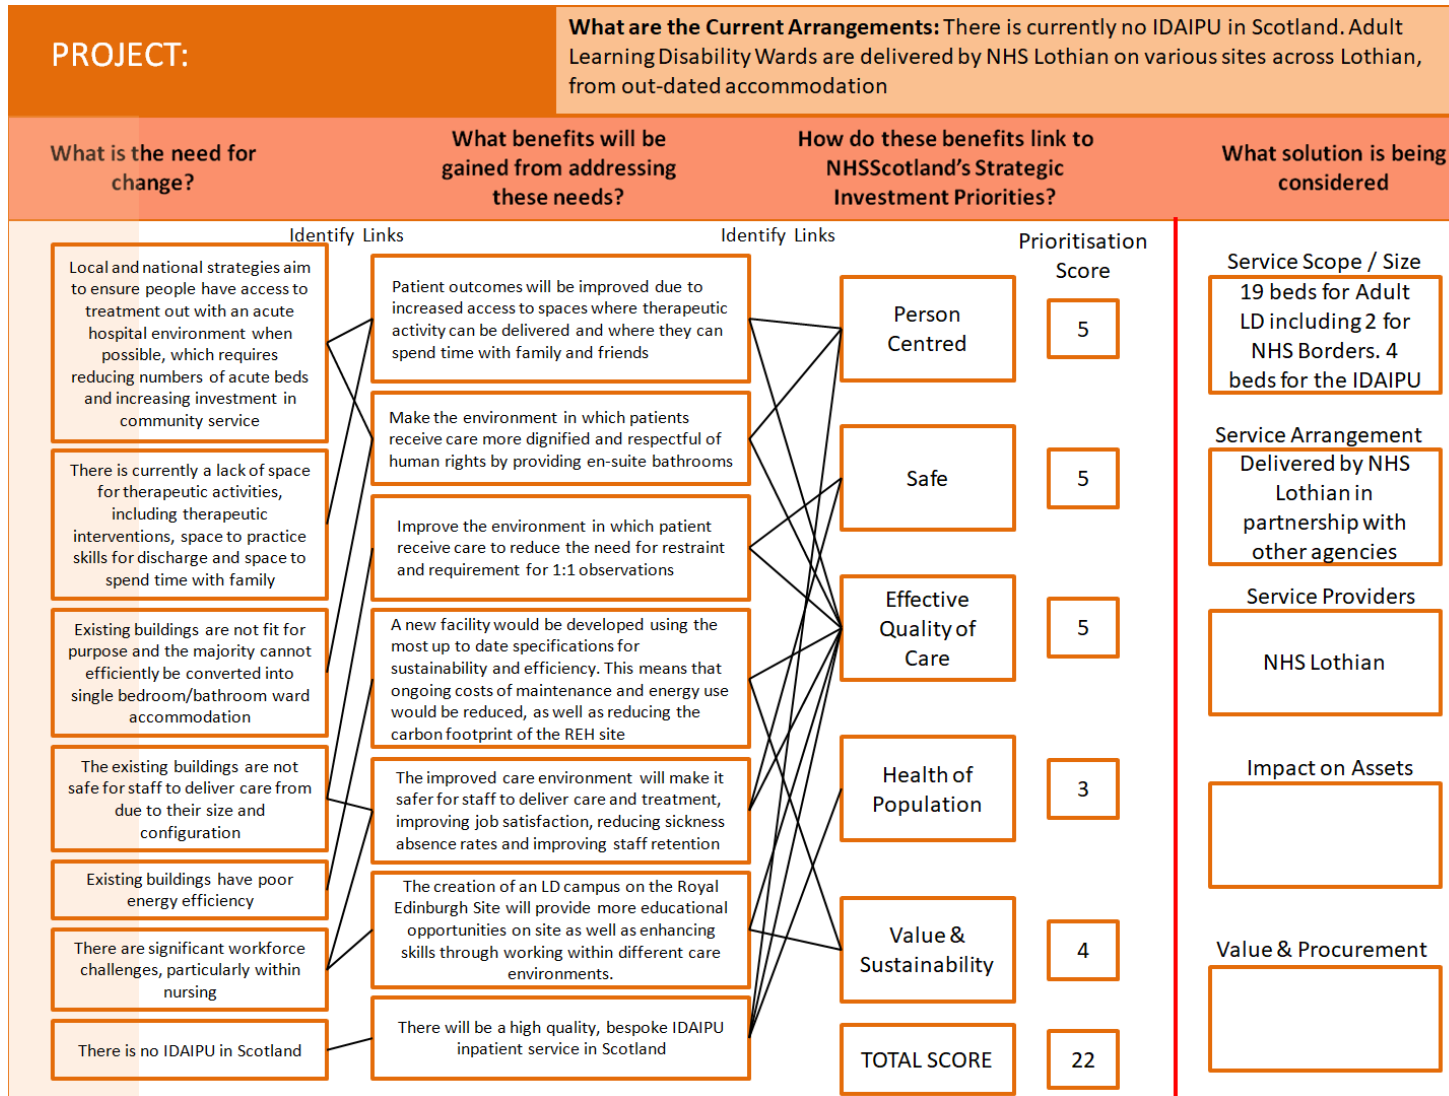 PROJECT:
What are the Current Arrangements: There is currently no IDAIPU in Scotland. Adult
Learning Disability Wards are delivered by NHS Lothian on various sites across Lothian,
from out-dated accommodation
What is the need for
change?
What benefits will be
gained from addressing
these needs?
How do these benefits link to
NHSScotland's Strategic
Investment Priorities?
What solution is being
considered
Identify Links
Identify Links
Prioritisation
Score
Local and national strategies aim
to ensure people have access to
treatment out with an acute
hospital environment when
possible, which requires
reducing numbers of acute beds
and increasing investment in
community service
There is currently a lack of space
for therapeutic activities,
including therapeutic
interventions, space to practice
skills for discharge and space to
spend time with family
Existing buildings are not fit for
purpose and the majority cannot
efficiently be converted into
single bedroom/bathroom ward
accommodation
The existing buildings are not
safe for staff to deliver care from
due to their size and
configuration
Existing buildings have poor
energy efficiency
There are significant workforce
challenges, particularly within
nursing
There is no IDAIPU in Scotland
Patient outcomes will be improved due to
increased access to spaces where therapeutic
activity can be delivered and where they can
spend time with family and friends
Make the environment in which patients
receive care more dignified and respectful of
human rights by providing en-suite bathrooms
Improve the environment in which patient
receive care to reduce the need for restraint
and requirement for 1:1 observations
A new facility would be developed using the
most up to date specifications for
sustainability and efficiency. This means that
ongoing costs of maintenance and energy use
would be reduced, as well as reducing the
carbon footprint of the REH site
The improved care environment will make it
safer for staff to deliver care and treatment,
improving job satisfaction, reducing sickness
absence rates and improving staff retention
The creation of an LD campus on the Royal
Edinburgh Site will provide more educational
opportunities on site as well as enhancing
skills through working within different care
environments.
There will be a high quality, bespoke IDAIPU
inpatient service in Scotland
Person
Centred
5
Safe
5
Effective
Quality of
Care
5
Health of
Population
3
Value &
Sustainability
4
TOTAL SCORE
22
Service Scope / Size
19 beds for Adult
LD including 2 for
NHS Borders. 4
beds for the IDAIPU
Service Arrangement
Delivered by NHS
Lothian in
partnership with
other agencies
Service Providers
NHS Lothian
Impact on Assets
Value & Procurement